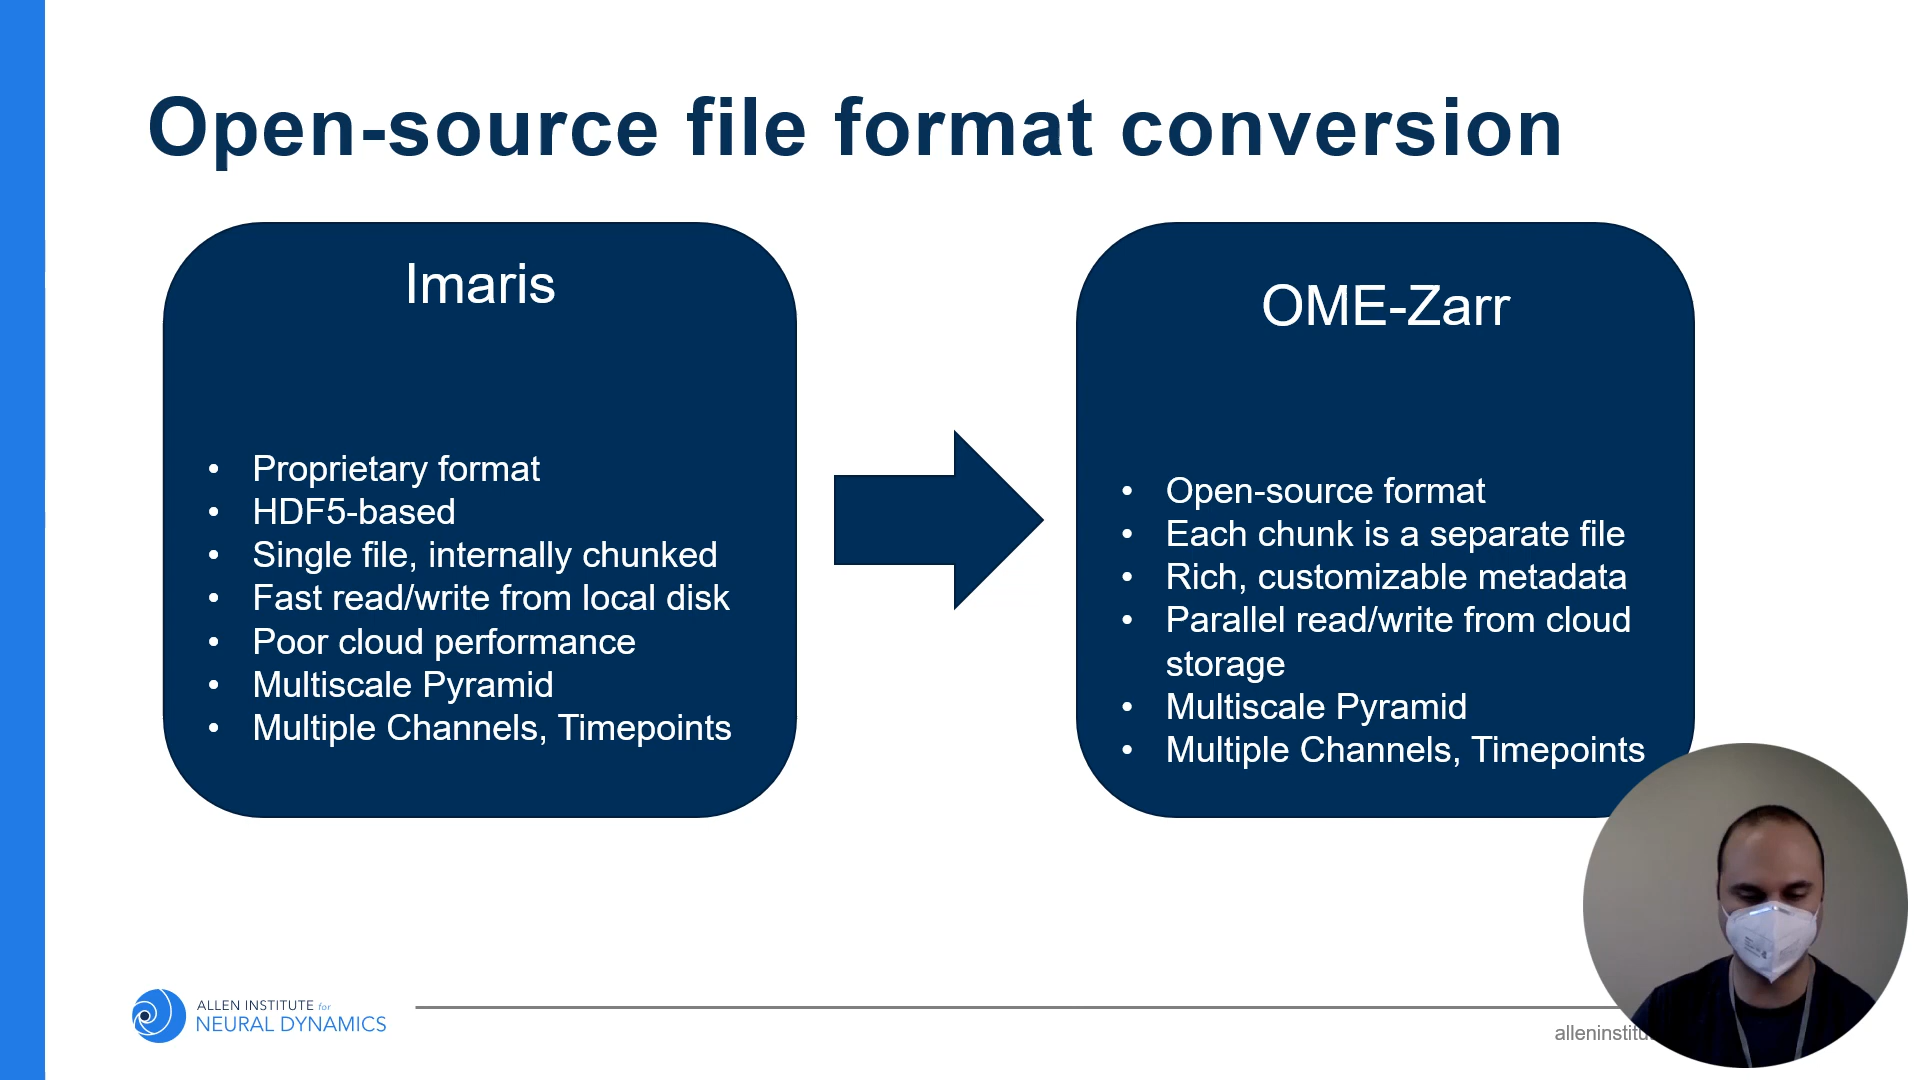 Open-source file format conversion
Imaris
• Proprietary format
• HDF5-based
• Single file, internally chunked
• Fast read/write from local disk
• Poor cloud performance
• Multiscale Pyramid
• Multiple Channels, Timepoints
OME-Zarr
• Open-source format
• Each chunk is a separate file
• Rich, customizable metadata
• Parallel read/write from cloud
storage
• Multiscale Pyramid
• Multiple Channels, Timepoints
ALLEN INSTITUTE for
NEURAL DYNAMICS